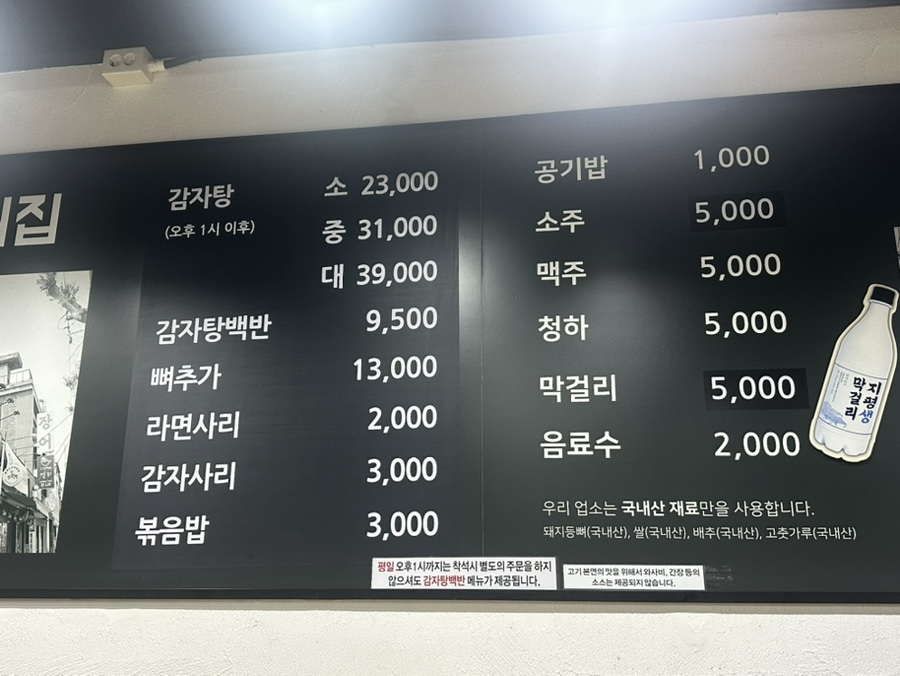 집
감자탕 소 23,000
(오후 1시 이후) 중 31,000
대 39,000
감자탕백반 9,500
뼈추가 13,000
라면사리 2,000
감자사리 3,000
볶음밥 3,000
평일 오후1시까지는 착석시 별도의 주문을 하지
않으셔도 감자탕백반 메뉴가 제공됩니다.
공기밥 1,000
소주 5,000
맥주 5,000
청하 5,000
막걸리 5,000
음료수 2,000
우리 업소는 국내산 재료만을 사용합니다.
돼지등뼈(국내산), 쌀(국내산), 배추(국내산), 고춧가루(국내산)
고기 본연의 맛을 위해서 와사비, 간장 등의
소스는 제공되지 않습니다.
지평생
막걸리
장어